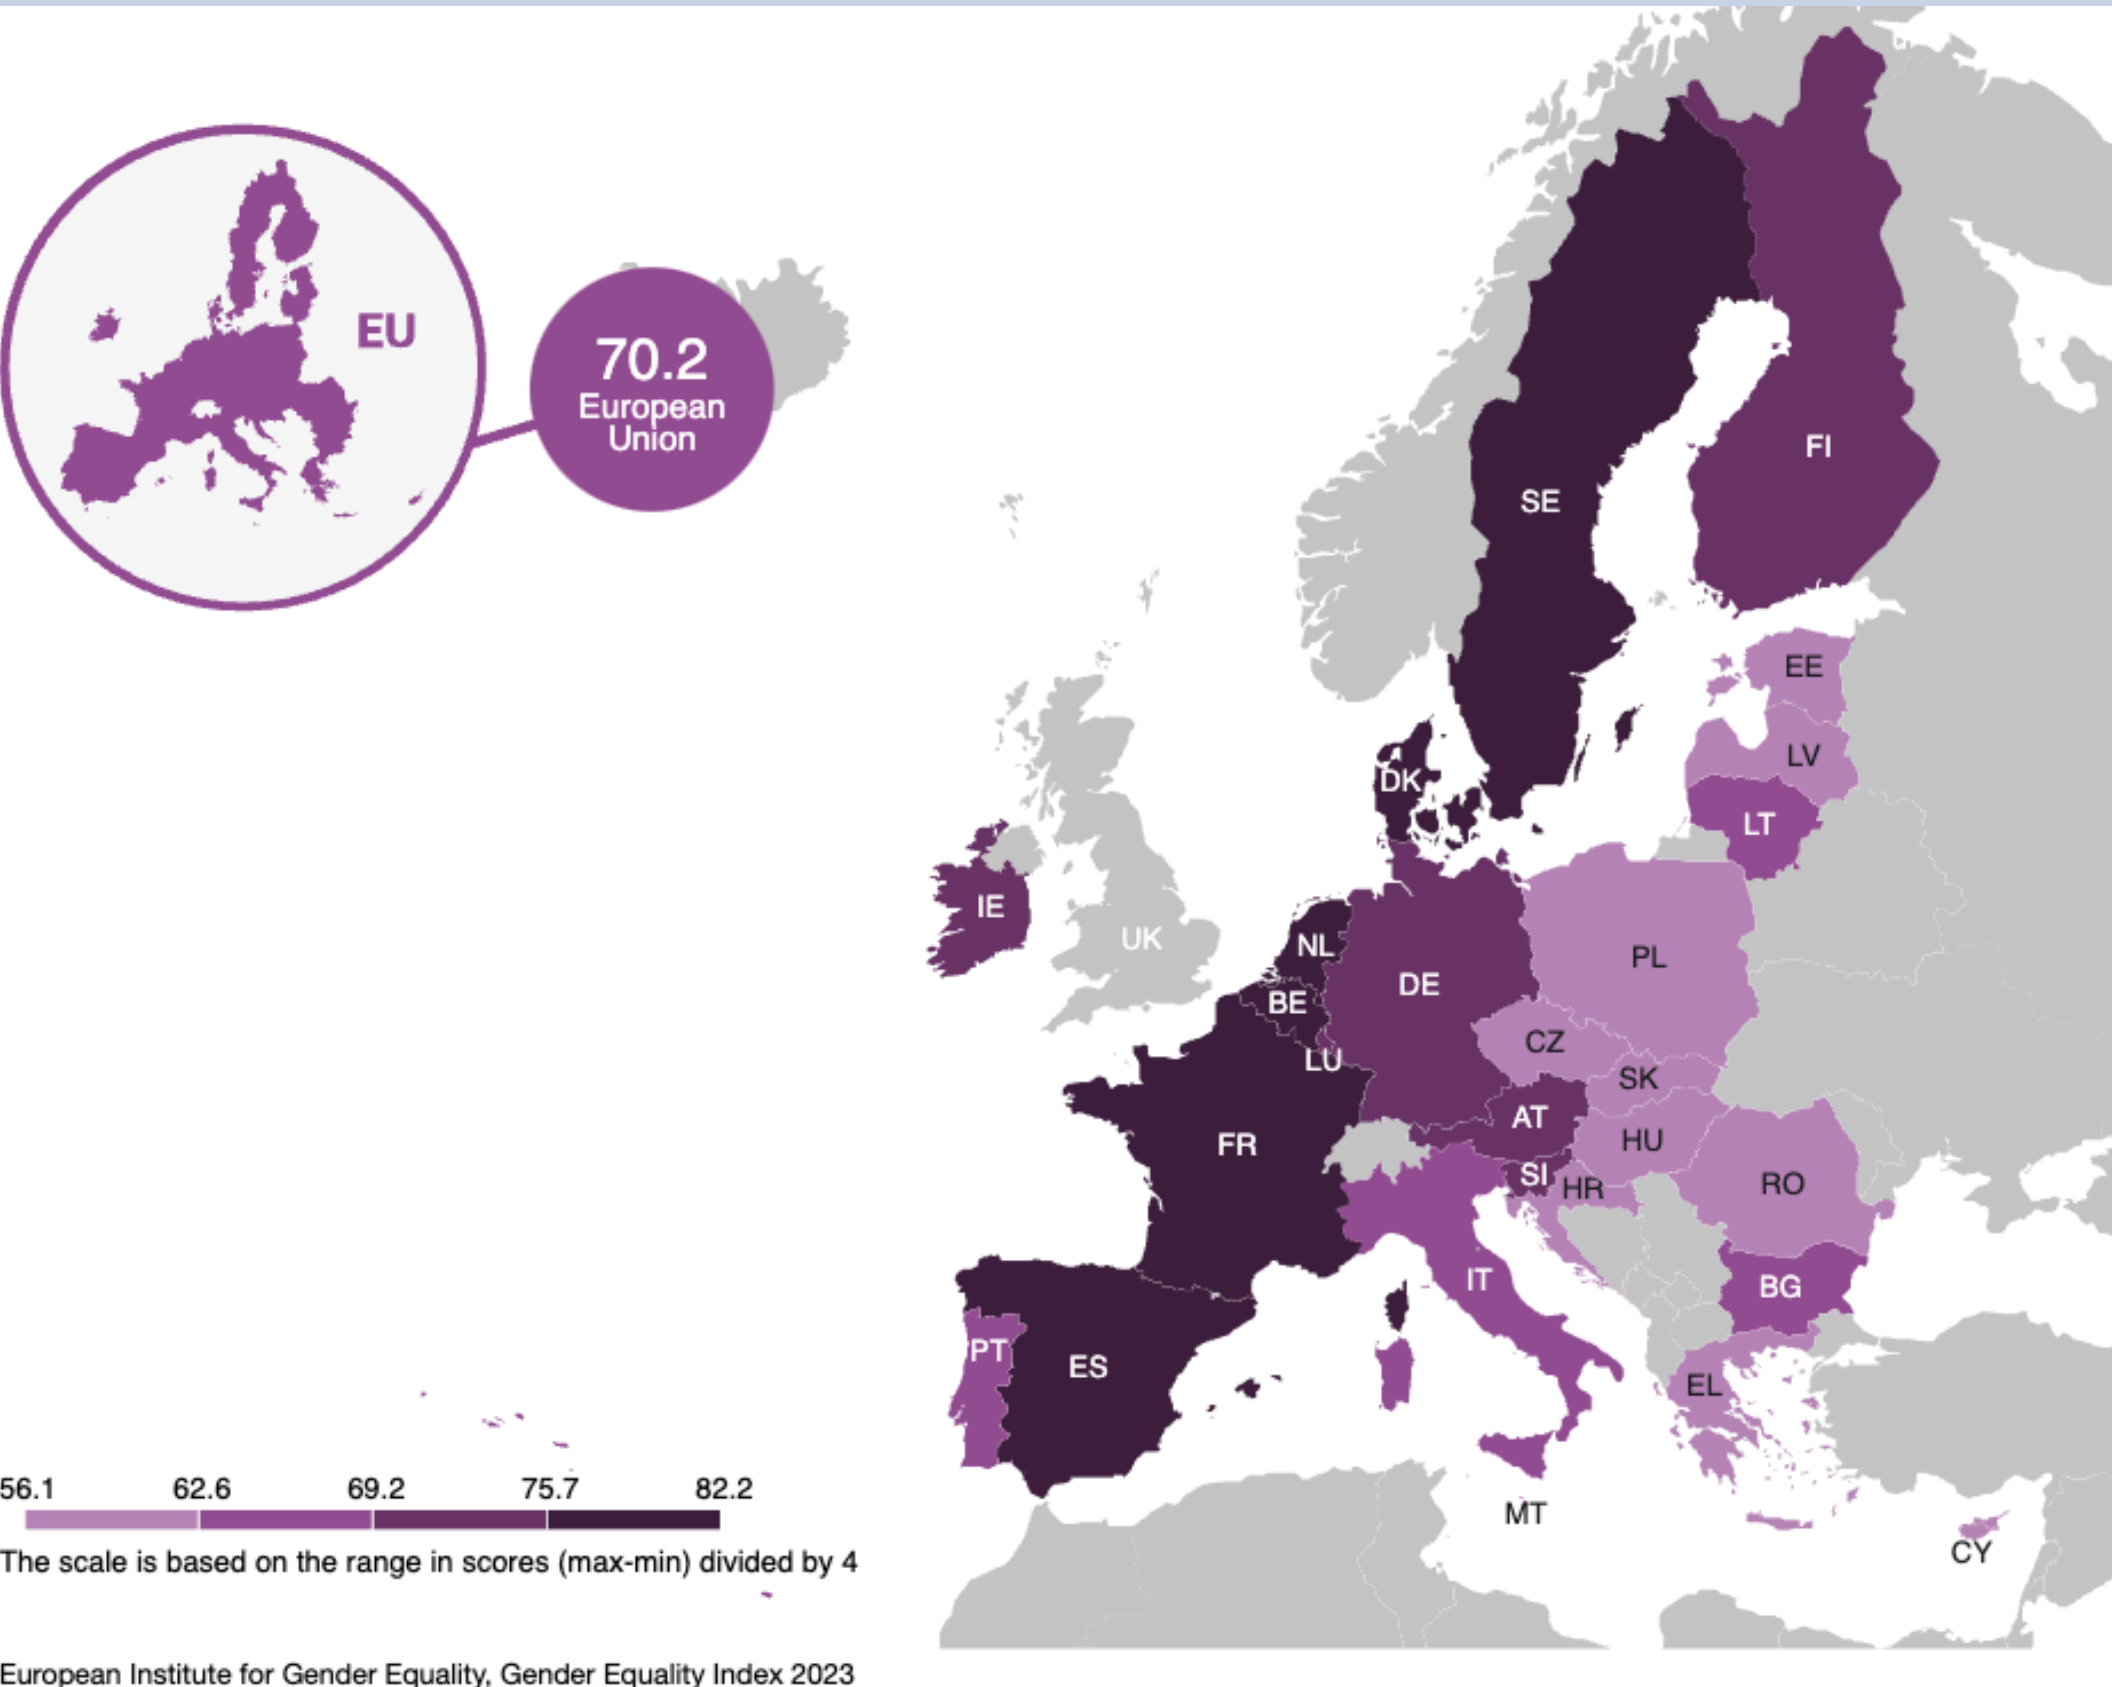 EU
70.2
European
Union
FI
SE
EE
LV
DK
LT
IE
UK
NL
PL
DE
BE
CZ
LU
SK
AT
FR
HU
SI
HR
RO
IT
BG
PT
ES
EL
MT
CY
56.1 62.6 69.2 75.7 82.2
The scale is based on the range in scores (max-min) divided by 4
European Institute for Gender Equality, Gender Equality Index 2023